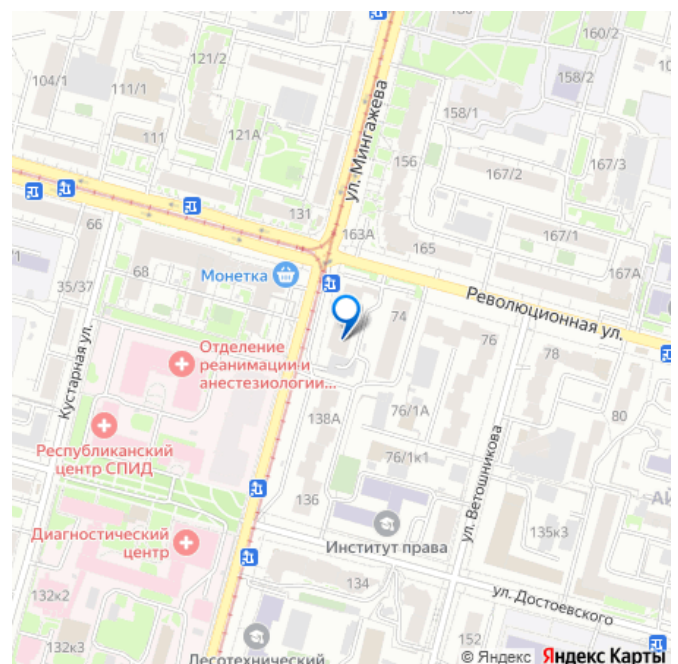 160
160/2
121/2
104/1
111/1
158/2
158/1
111
121А
ул. Мингажева
156
167/3
167/2
131
66
163А
165
167/1
68
Монетка
167А
35/37
Революционная ул.
74
76
78
Отделение
реанимации и
анестезиологии...
Кустарная ул.
138А
76/1А
80
Республиканский
центр СПИД
76/1к1
ул. Ветошникова
136
135к3
Диагностический
центр
Институт права
134
ул. Достоевского
132к2
132к3
152
Лесотехнический
© Яндекс Яндекс Карты